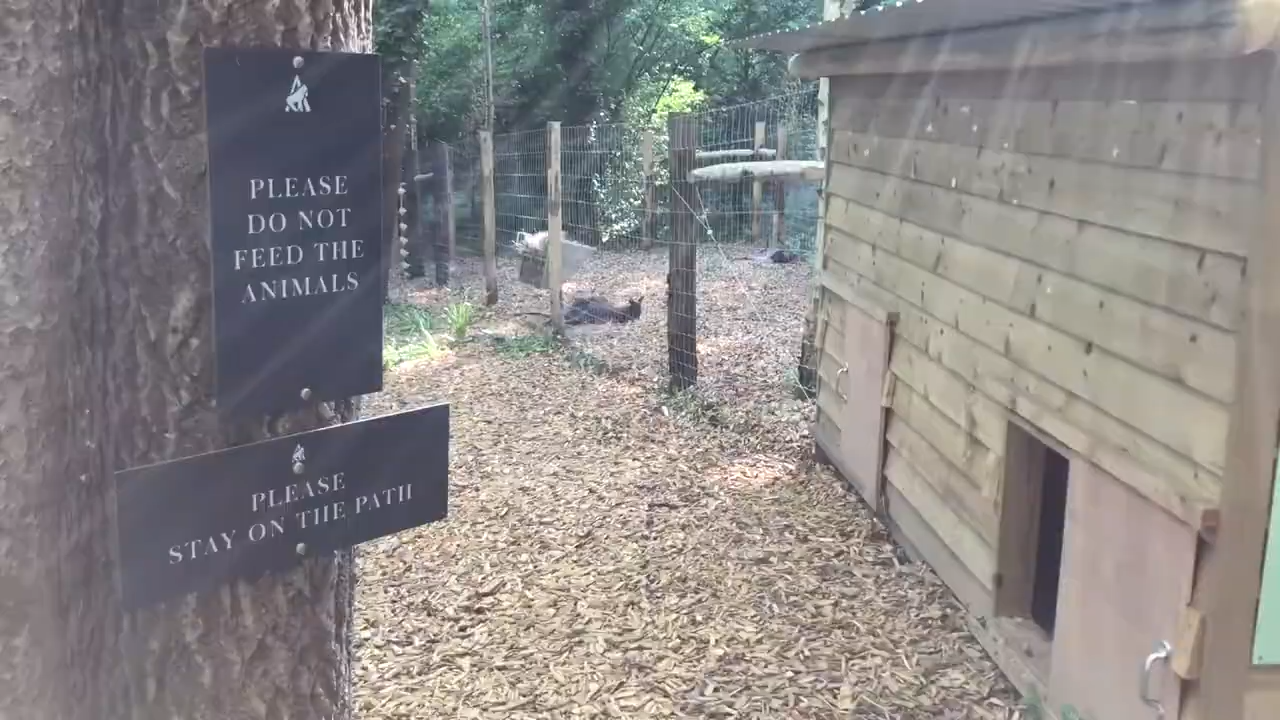 PLEASE
DO NOT
FEED THE
ANIMALS
PLEASE
STAY ON THE PATH